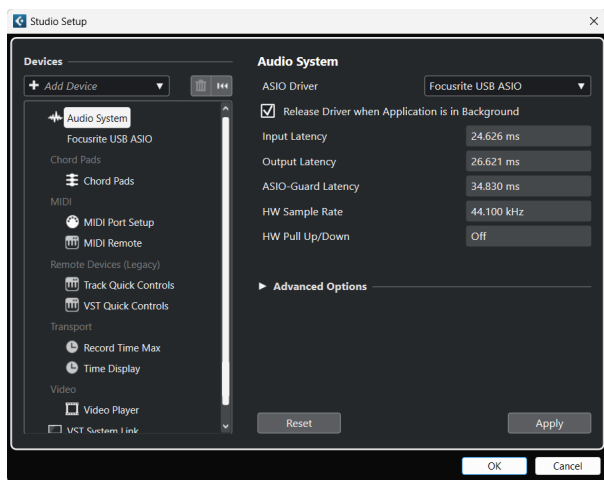 Studio Setup
Devices
Add Device
Audio System
Focusrite USB ASIO
Chord Pads
Chord Pads
MIDI
MIDI Port Setup
MIDI Remote
Remote Devices (Legacy)
Track Quick Controls
VST Quick Controls
Transport
Record Time Max
Time Display
Video
Video Player
VST System Link
Audio System
ASIO Driver Focusrite USB ASIO
Release Driver when Application is in Background
Input Latency 24.626 ms
Output Latency 26.621 ms
ASIO-Guard Latency 34.830 ms
HW Sample Rate 44.100 kHz
HW Pull Up/Down Off
Advanced Options
Reset Apply
OK Cancel